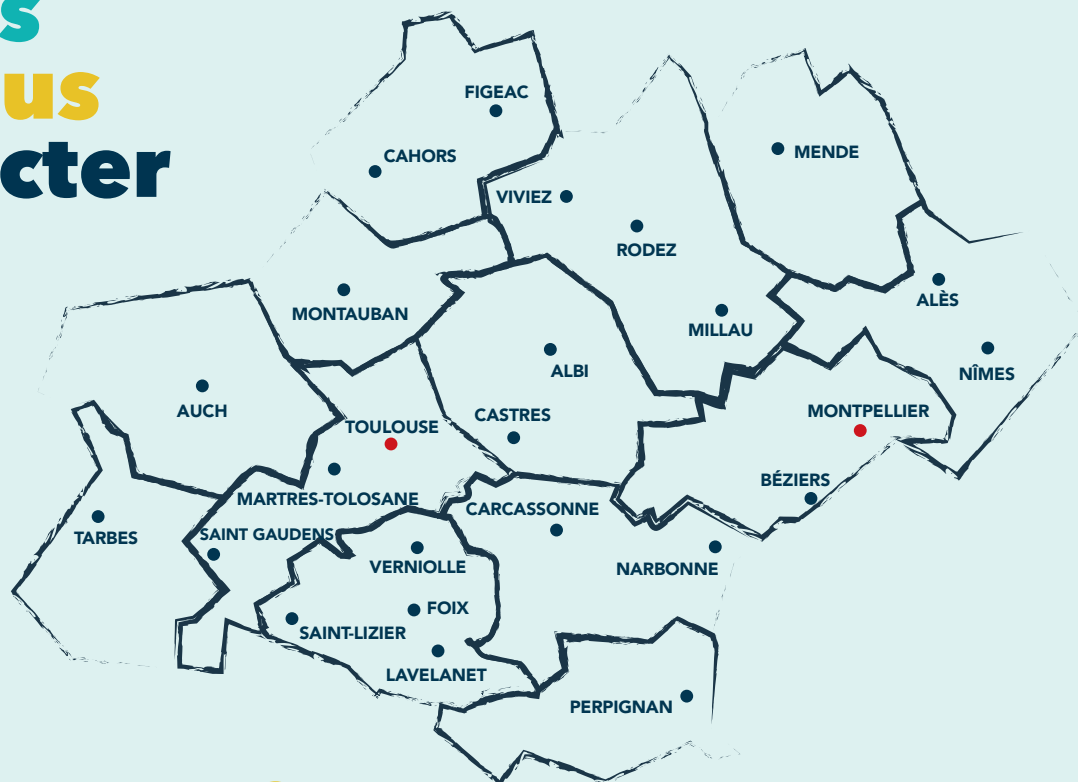 s
us
cter
FIGEAC
CAHORS
MENDE
VIVIEZ
RODEZ
ALÈS
MONTAUBAN
MILLAU
ALBI
NÎMES
AUCH
MONTPELLIER
CASTRES
TOULOUSE
BÉZIERS
MARTRES-TOLOSANE
CARCASSONNE
TARBES
SAINT GAUDENS
VERNIOLLE
NARBONNE
FOIX
SAINT-LIZIER
LAVELANET
PERPIGNAN